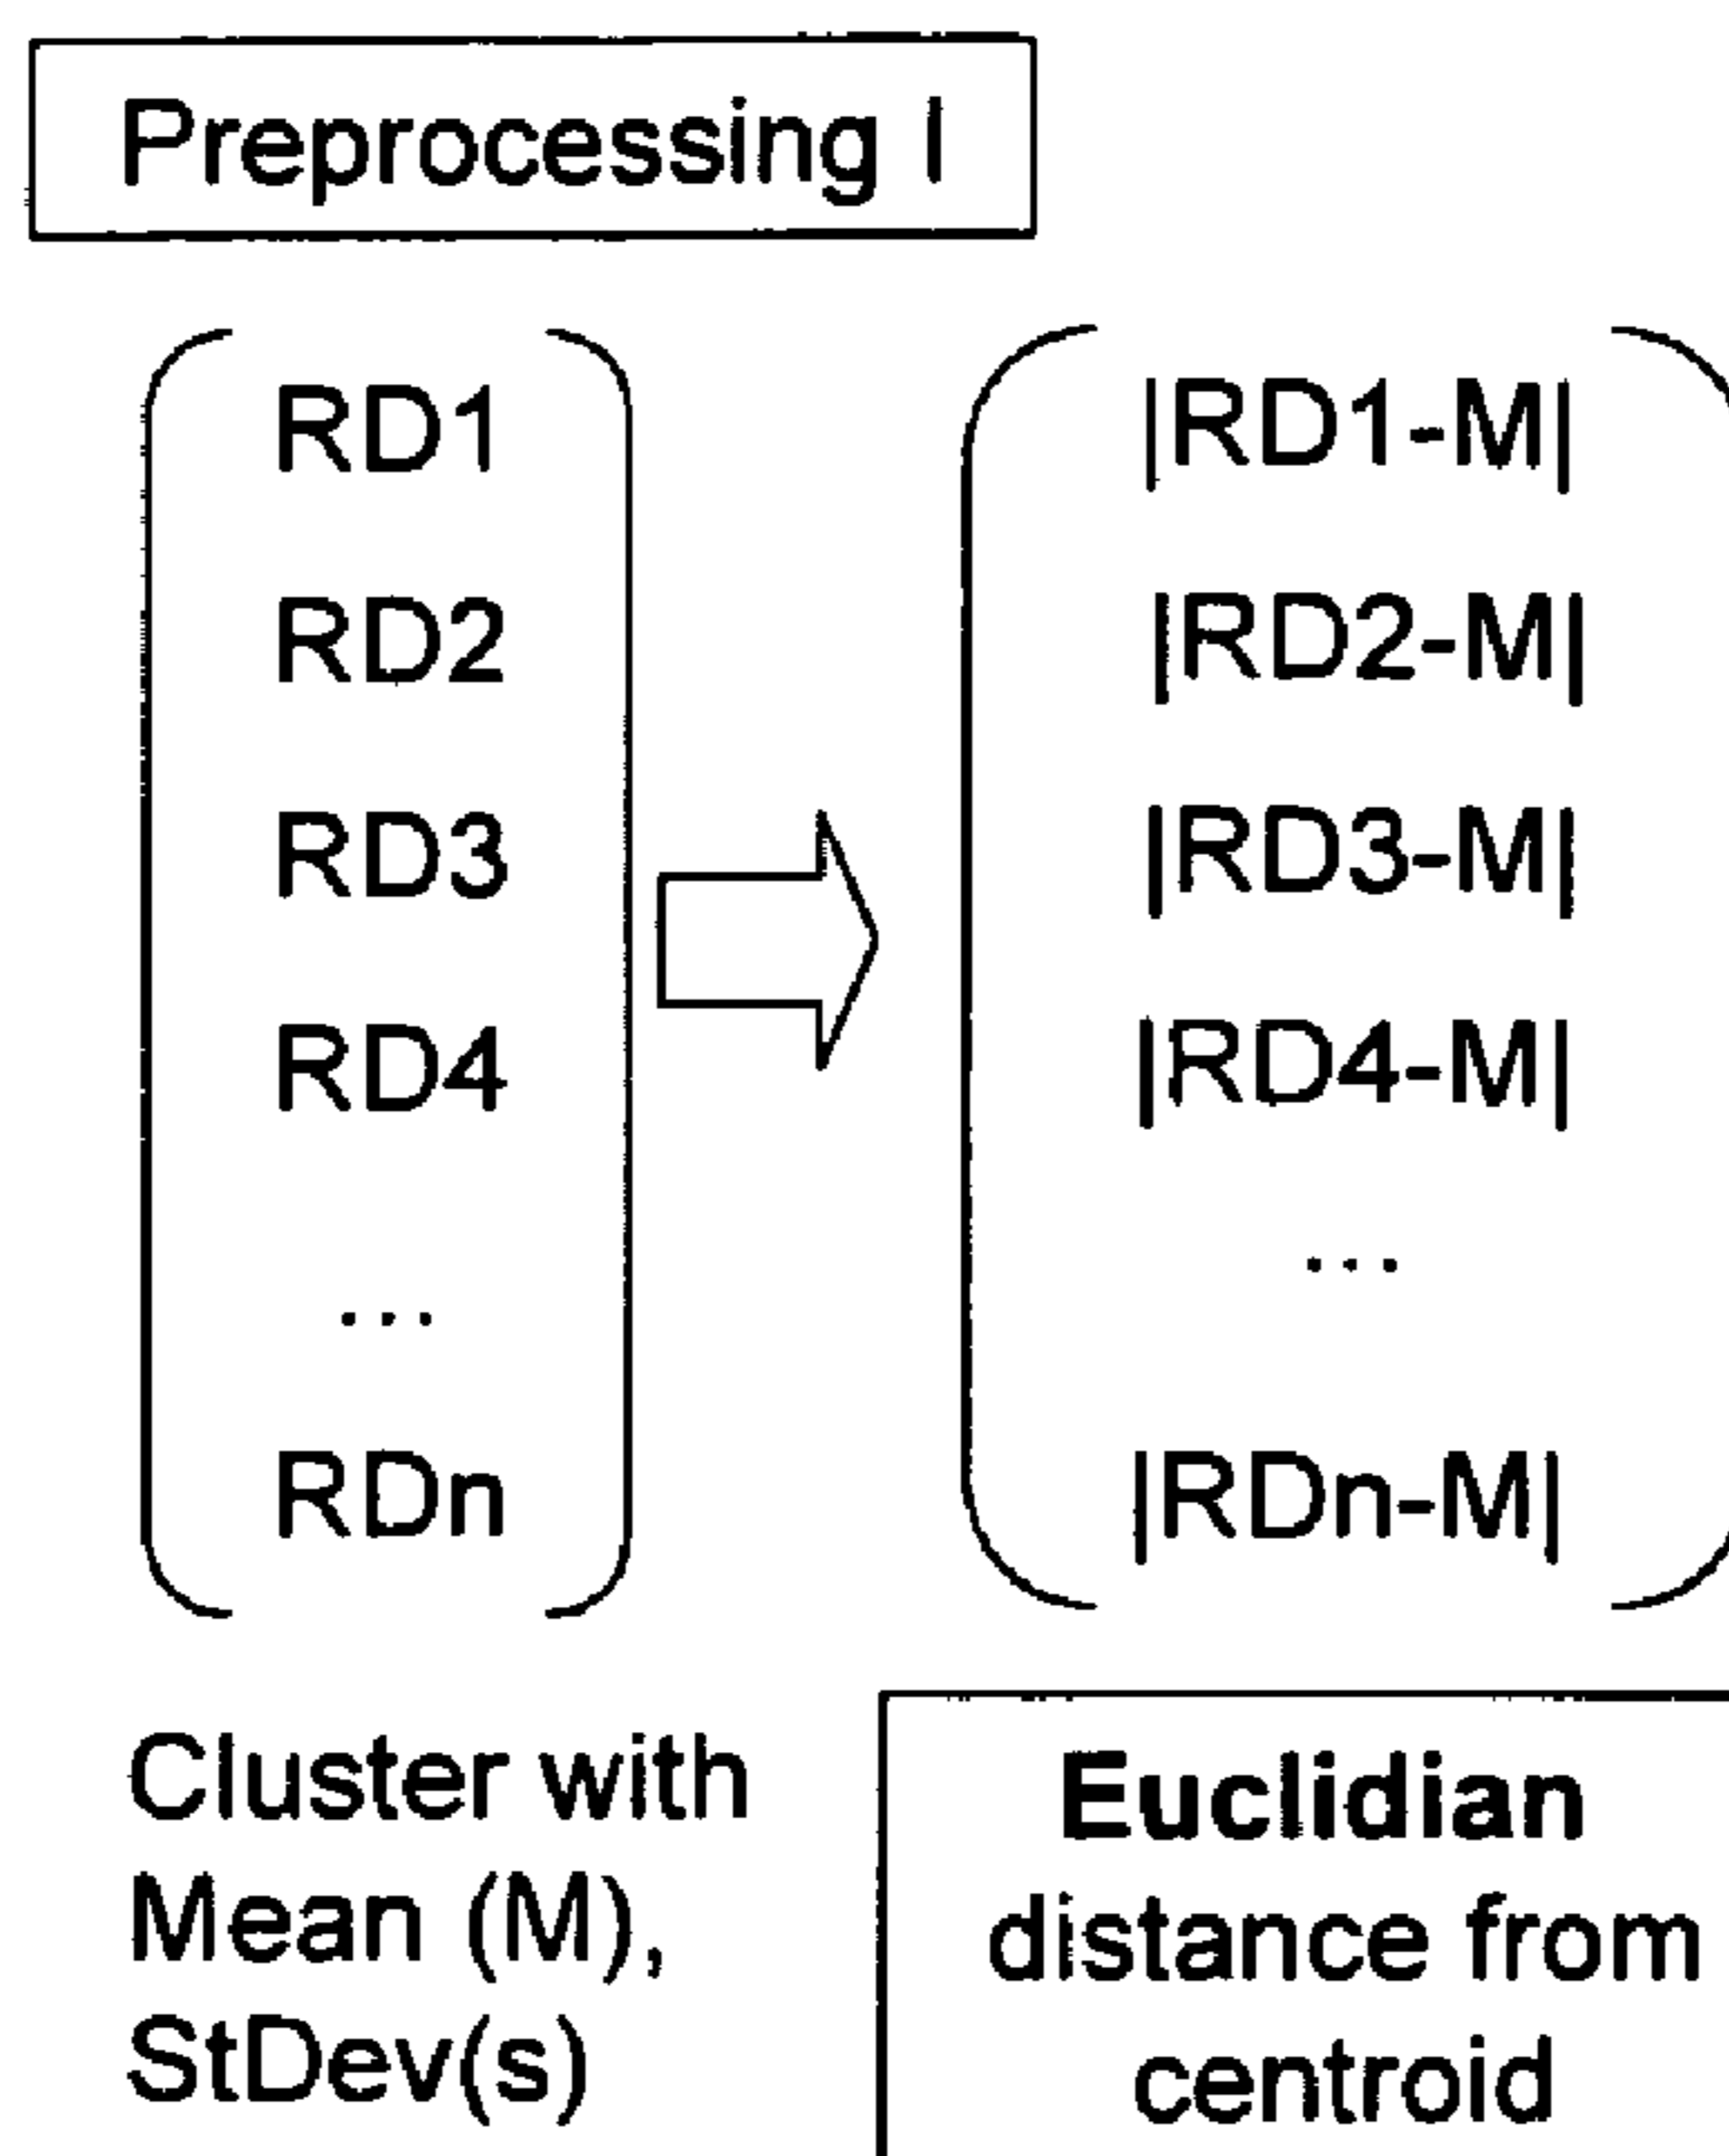 Preprocessing I
RD1
RD2
RD3
RD4
...
RDn
|RD1-M|
|RD2-M|
|RD3-M|
|RD4-M|
...
|RDn-M|
Cluster with
Mean (M),
StDev(s)
Euclidian
distance from
centroid